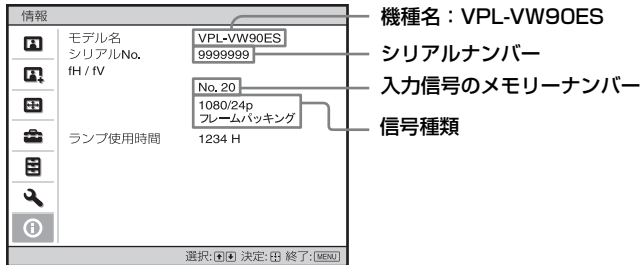 情報
モデル名 VPL-VW90ES
シリアルNo. 9999999
fH / fV
No. 20
1080/24p
フレームパッキング
ランプ使用時間 1234 H
選択: 決定: 終了: MENU
機種名：VPL-VW90ES
シリアルナンバー
入力信号のメモリーナンバー
信号種類